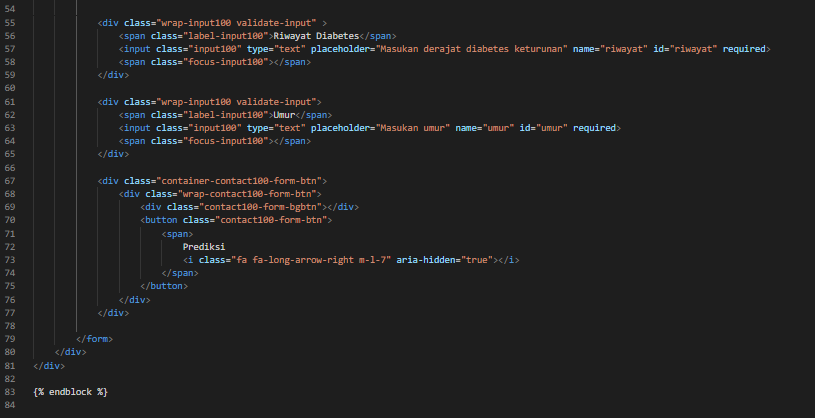 54
55 <div class="wrap-input100 validate-input" >
56 <span class="label-input100">Riwayat Diabetes</span>
57 <input class="input100" type="text" placeholder="Masukan derajat diabetes keturunan" name="riwayat" id="riwayat" required>
58 <span class="focus-input100"></span>
59 </div>
60
61 <div class="wrap-input100 validate-input">
62 <span class="label-input100">Umur</span>
63 <input class="input100" type="text" placeholder="Masukan umur" name="umur" id="umur" required>
64 <span class="focus-input100"></span>
65 </div>
66
67 <div class="container-contact100-form-btn">
68 <div class="wrap-contact100-form-btn">
69 <div class="contact100-form-bgbtn"></div>
70 <button class="contact100-form-btn">
71 <span>
72 Prediksi
73 <i class="fa fa-long-arrow-right m-l-7" aria-hidden="true"></i>
74 </span>
75 </button>
76 </div>
77 </div>
78
79 </form>
80 </div>
81 </div>
82
83 {% endblock %}
84